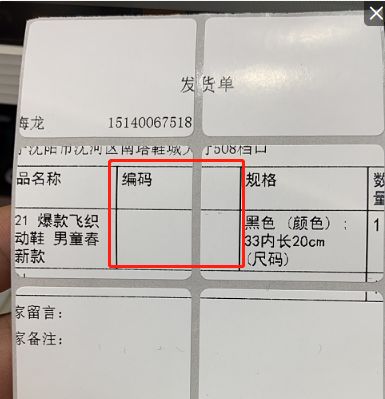 发货单
海龙 15140067518
沈阳市沈河区南塔鞋城
508档口
品名称 编码 规格 数量
21 爆款飞织 黑色（颜色）： 1
动鞋 男童春 33内长20cm
新款 （尺码）
家留言：
家备注：